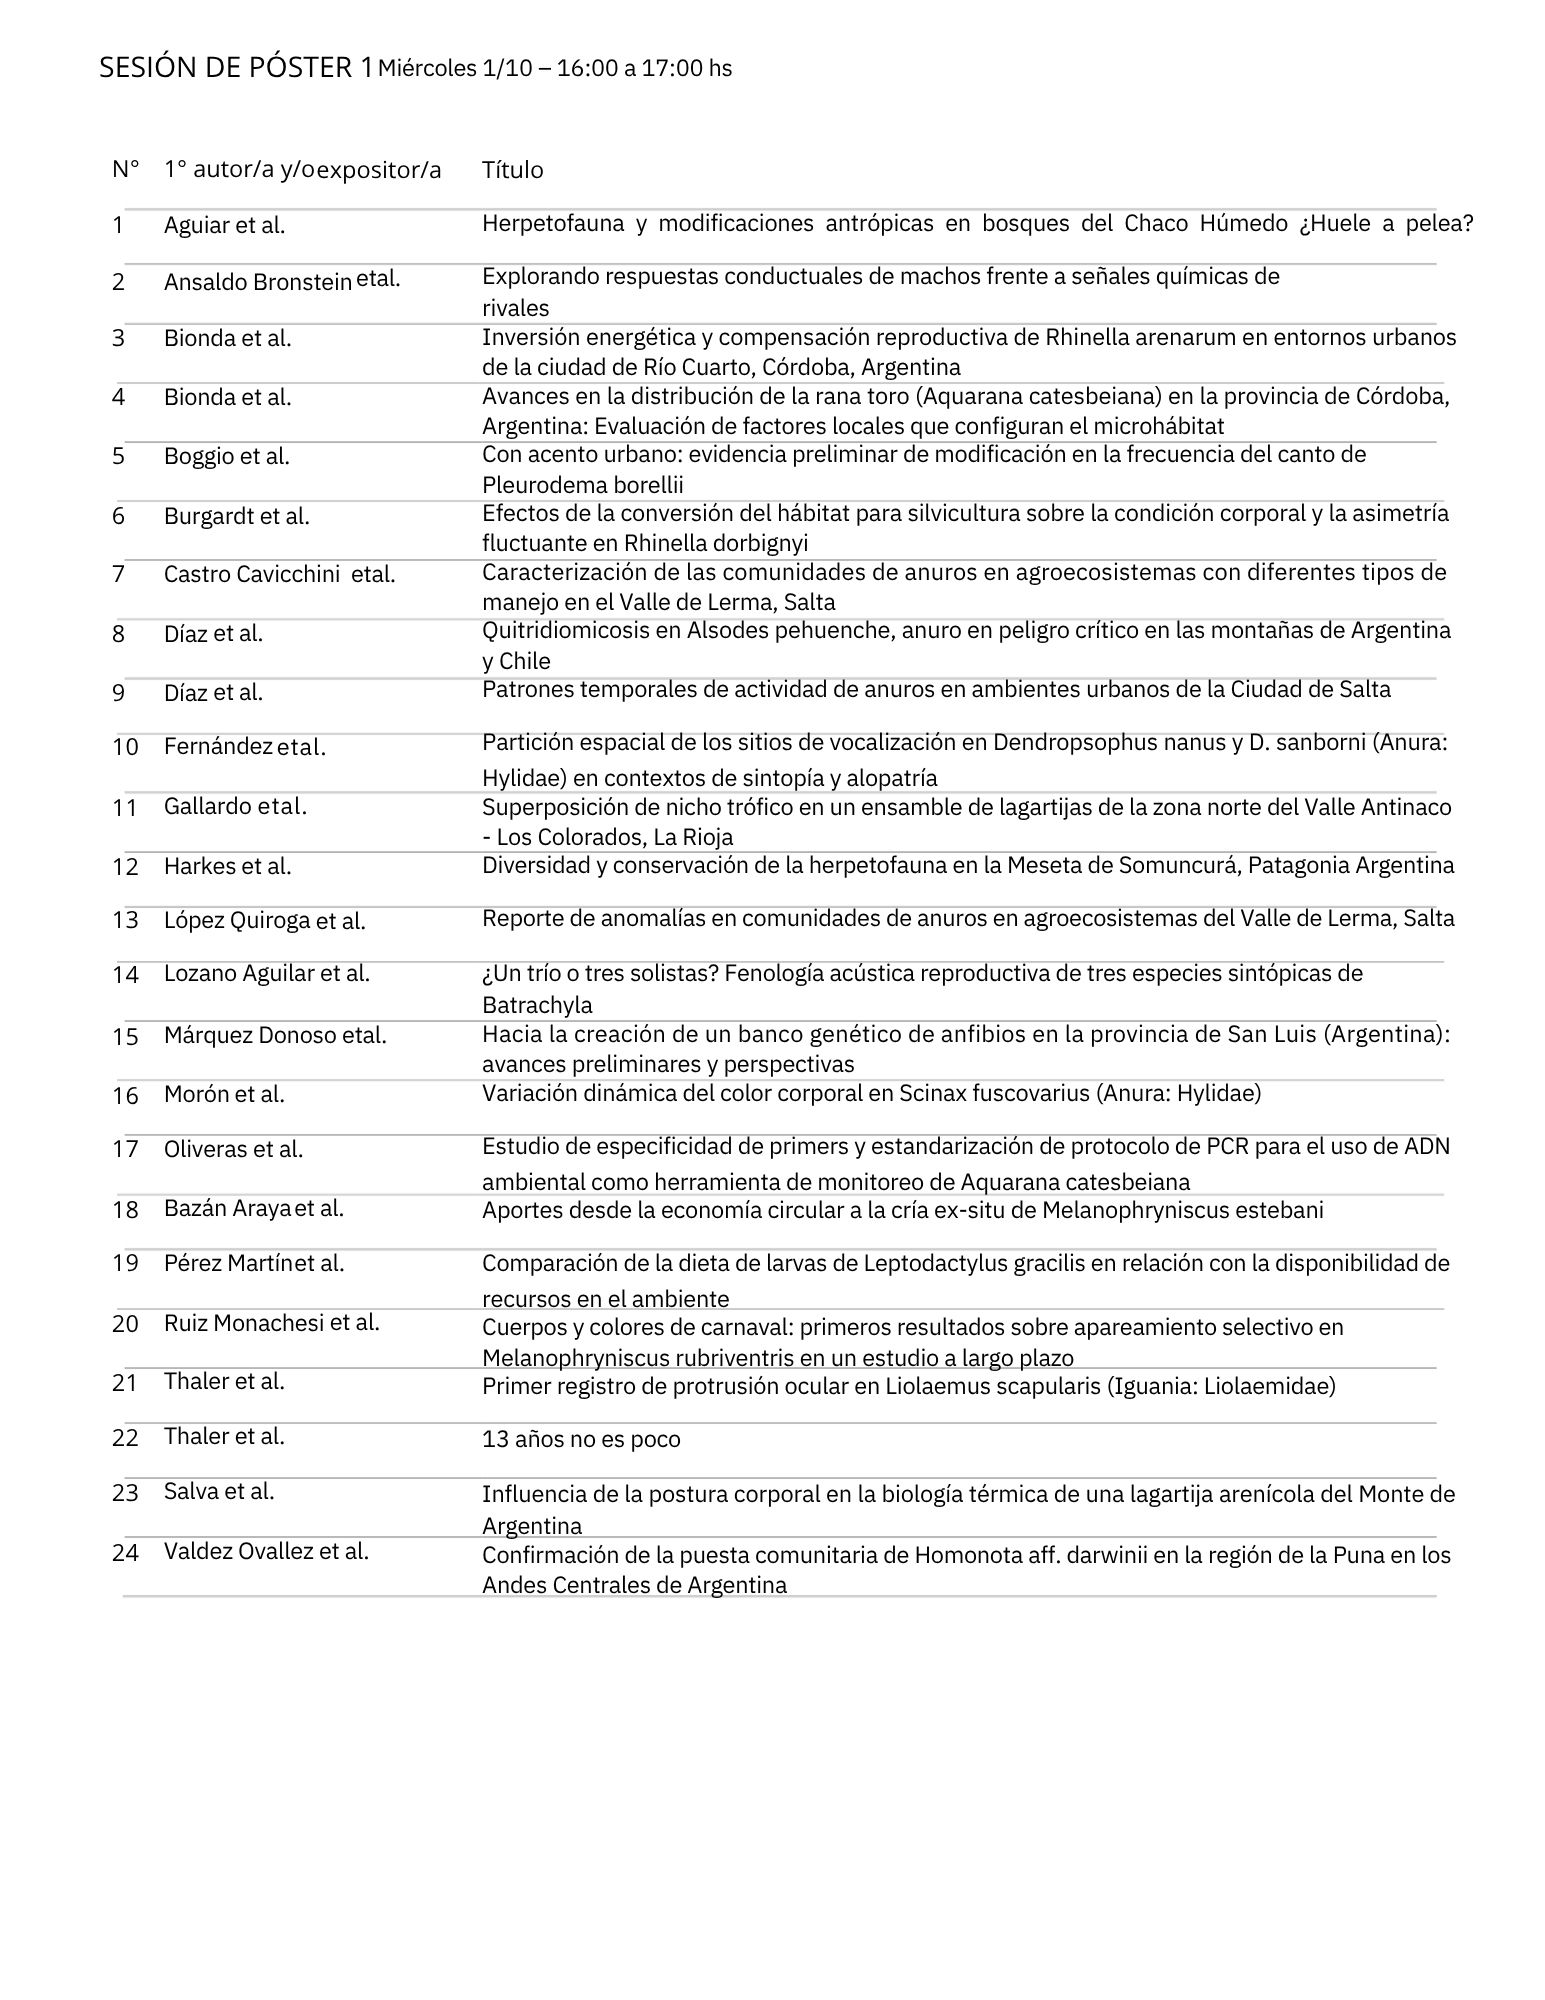 SESIÓN DE PÓSTER 1 Miércoles 1/10 – 16:00 a 17:00 hs
N° 1° autor/a y/o expositor/a Título
1 Aguiar et al. Herpetofauna y modificaciones antrópicas en bosques del Chaco Húmedo ¿Huele a pelea?
2 Ansaldo Bronstein etal. Explorando respuestas conductuales de machos frente a señales químicas de
rivales
3 Bionda et al. Inversión energética y compensación reproductiva de Rhinella arenarum en entornos urbanos
de la ciudad de Río Cuarto, Córdoba, Argentina
4 Bionda et al. Avances en la distribución de la rana toro (Aquarana catesbeiana) en la provincia de Córdoba,
Argentina: Evaluación de factores locales que configuran el microhábitat
5 Boggio et al. Con acento urbano: evidencia preliminar de modificación en la frecuencia del canto de
Pleurodema borellii
6 Burgardt et al. Efectos de la conversión del hábitat para silvicultura sobre la condición corporal y la asimetría
fluctuante en Rhinella dorbignyi
7 Castro Cavicchini etal. Caracterización de las comunidades de anuros en agroecosistemas con diferentes tipos de
manejo en el Valle de Lerma, Salta
8 Díaz et al. Quitridiomicosis en Alsodes pehuenche, anuro en peligro crítico en las montañas de Argentina
y Chile
9 Díaz et al. Patrones temporales de actividad de anuros en ambientes urbanos de la Ciudad de Salta
10 Fernández etal. Partición espacial de los sitios de vocalización en Dendropsophus nanus y D. sanborni (Anura:
Hylidae) en contextos de sintopía y alopatría
11 Gallardo etal. Superposición de nicho trófico en un ensamble de lagartijas de la zona norte del Valle Antinaco
- Los Colorados, La Rioja
12 Harkes et al. Diversidad y conservación de la herpetofauna en la Meseta de Somuncurá, Patagonia Argentina
13 López Quiroga et al. Reporte de anomalías en comunidades de anuros en agroecosistemas del Valle de Lerma, Salta
14 Lozano Aguilar et al. ¿Un trío o tres solistas? Fenología acústica reproductiva de tres especies sintópicas de
Batrachyla
15 Márquez Donoso etal. Hacia la creación de un banco genético de anfibios en la provincia de San Luis (Argentina):
avances preliminares y perspectivas
16 Morón et al. Variación dinámica del color corporal en Scinax fuscovarius (Anura: Hylidae)
17 Oliveras et al. Estudio de especificidad de primers y estandarización de protocolo de PCR para el uso de ADN
ambiental como herramienta de monitoreo de Aquarana catesbeiana
18 Bazán Araya et al. Aportes desde la economía circular a la cría ex-situ de Melanophryniscus estebani
19 Pérez Martínet al. Comparación de la dieta de larvas de Leptodactylus gracilis en relación con la disponibilidad de
recursos en el ambiente
20 Ruiz Monachesi et al. Cuerpos y colores de carnaval: primeros resultados sobre apareamiento selectivo en
Melanophryniscus rubriventris en un estudio a largo plazo
21 Thaler et al. Primer registro de protrusión ocular en Liolaemus scapularis (Iguania: Liolaemidae)
22 Thaler et al. 13 años no es poco
23 Salva et al. Influencia de la postura corporal en la biología térmica de una lagartija arenícola del Monte de
Argentina
24 Valdez Ovallez et al. Confirmación de la puesta comunitaria de Homonota aff. darwinii en la región de la Puna en los
Andes Centrales de Argentina